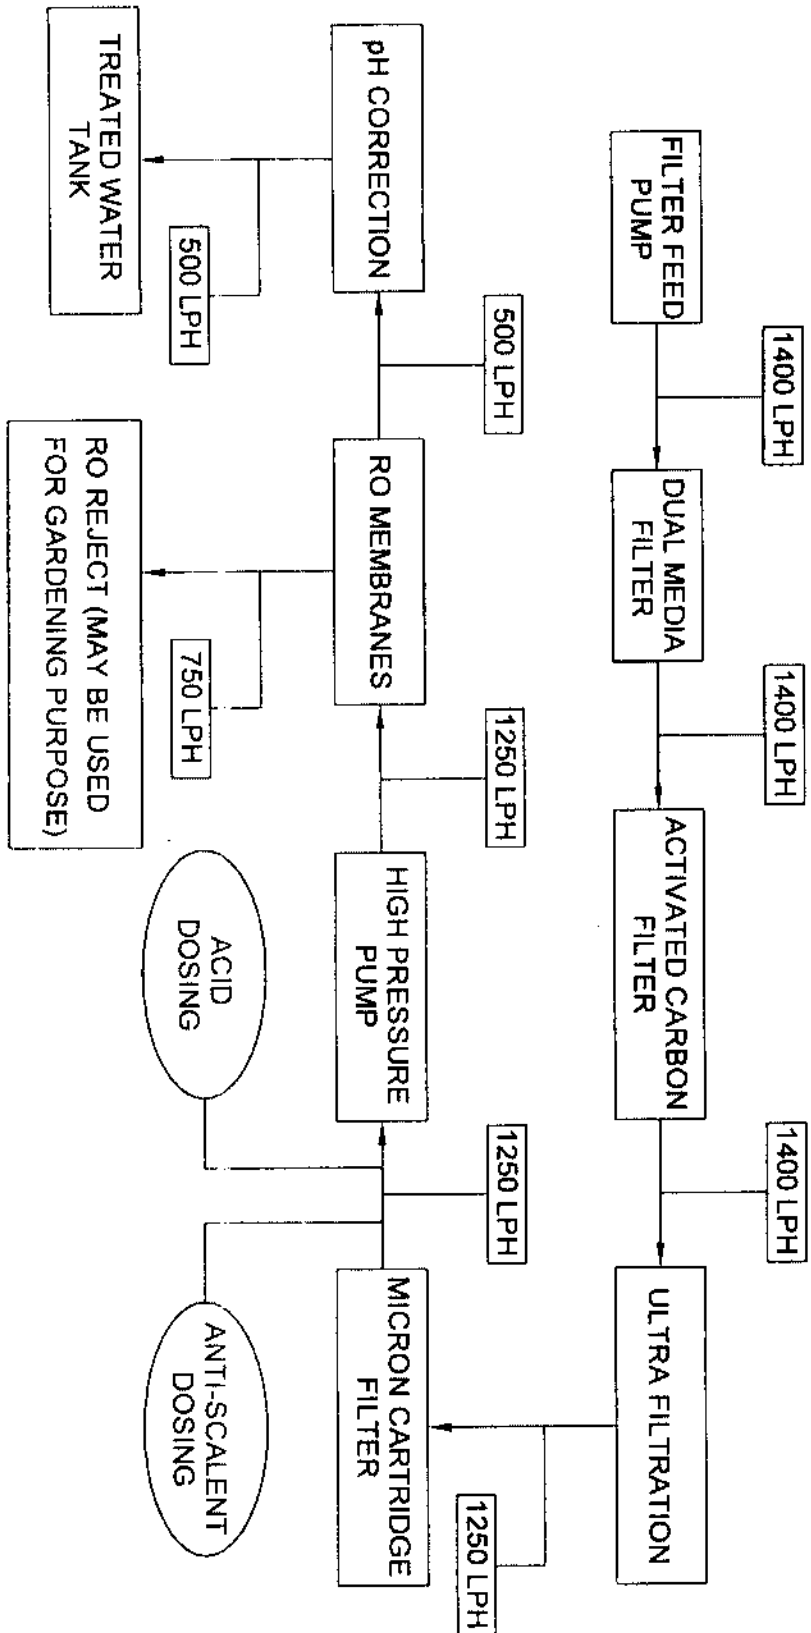 1400 LPH
1400 LPH
1400 LPH
FILTER FEED
PUMP
DUAL MEDIA
FILTER
ACTIVATED CARBON
FILTER
ULTRA FILTRATION
500 LPH
1250 LPH
1250 LPH
1250 LPH
pH CORRECTION
RO MEMBRANES
HIGH PRESSURE
PUMP
MICRON CARTRIDGE
FILTER
500 LPH
750 LPH
ACID
DOSING
ANTI-SCALENT
DOSING
TREATED WATER
TANK
RO REJECT (MAY BE USED
FOR GARDENING PURPOSE)